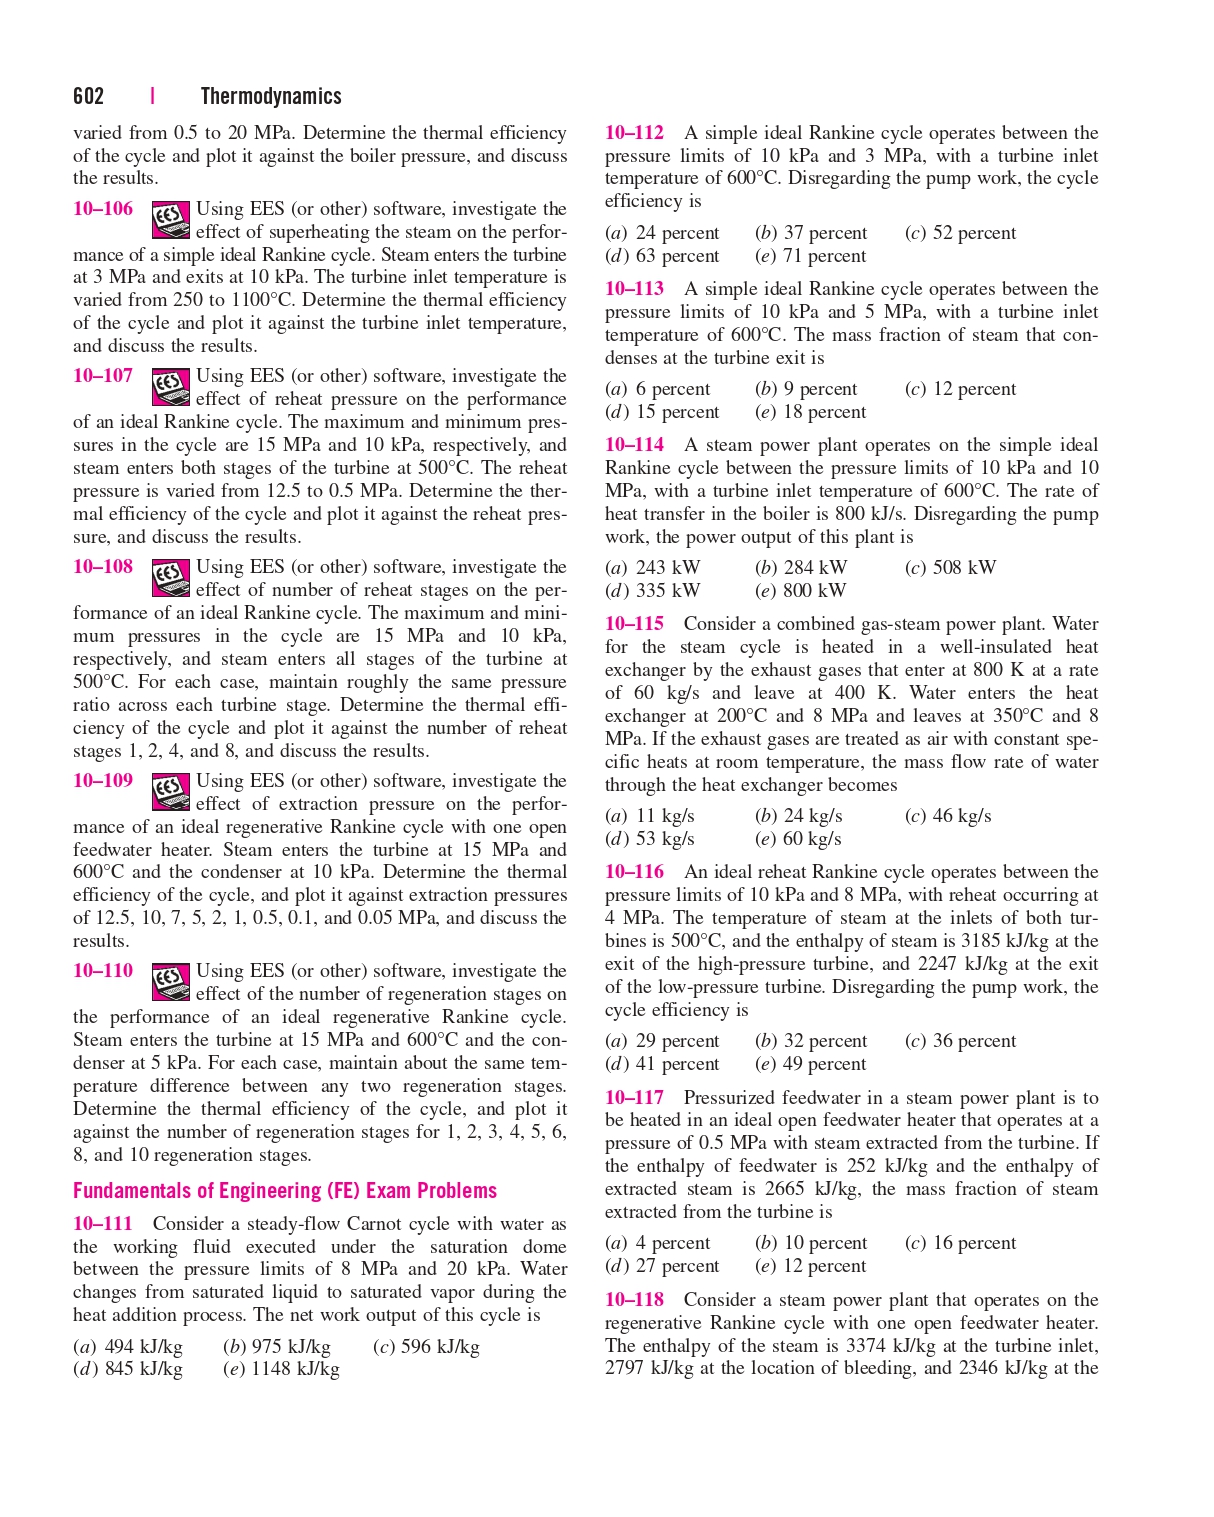 602 | Thermodynamics
varied from 0.5 to 20 MPa. Determine the thermal efficiency
of the cycle and plot it against the boiler pressure, and discuss
the results.
10–106 EES Using EES (or other) software, investigate the
effect of superheating the steam on the perfor-
mance of a simple ideal Rankine cycle. Steam enters the turbine
at 3 MPa and exits at 10 kPa. The turbine inlet temperature is
varied from 250 to 1100°C. Determine the thermal efficiency
of the cycle and plot it against the turbine inlet temperature,
and discuss the results.
10–107 EES Using EES (or other) software, investigate the
effect of reheat pressure on the performance
of an ideal Rankine cycle. The maximum and minimum pres-
sures in the cycle are 15 MPa and 10 kPa, respectively, and
steam enters both stages of the turbine at 500°C. The reheat
pressure is varied from 12.5 to 0.5 MPa. Determine the ther-
mal efficiency of the cycle and plot it against the reheat pres-
sure, and discuss the results.
10–108 EES Using EES (or other) software, investigate the
effect of number of reheat stages on the per-
formance of an ideal Rankine cycle. The maximum and mini-
mum pressures in the cycle are 15 MPa and 10 kPa,
respectively, and steam enters all stages of the turbine at
500°C. For each case, maintain roughly the same pressure
ratio across each turbine stage. Determine the thermal effi-
ciency of the cycle and plot it against the number of reheat
stages 1, 2, 4, and 8, and discuss the results.
10–109 EES Using EES (or other) software, investigate the
effect of extraction pressure on the perfor-
mance of an ideal regenerative Rankine cycle with one open
feedwater heater. Steam enters the turbine at 15 MPa and
600°C and the condenser at 10 kPa. Determine the thermal
efficiency of the cycle, and plot it against extraction pressures
of 12.5, 10, 7, 5, 2, 1, 0.5, 0.1, and 0.05 MPa, and discuss the
results.
10–110 EES Using EES (or other) software, investigate the
effect of the number of regeneration stages on
the performance of an ideal regenerative Rankine cycle.
Steam enters the turbine at 15 MPa and 600°C and the con-
denser at 5 kPa. For each case, maintain about the same tem-
perature difference between any two regeneration stages.
Determine the thermal efficiency of the cycle, and plot it
against the number of regeneration stages for 1, 2, 3, 4, 5, 6,
8, and 10 regeneration stages.
Fundamentals of Engineering (FE) Exam Problems
10–111 Consider a steady-flow Carnot cycle with water as
the working fluid executed under the saturation dome
between the pressure limits of 8 MPa and 20 kPa. Water
changes from saturated liquid to saturated vapor during the
heat addition process. The net work output of this cycle is
(a) 494 kJ/kg (b) 975 kJ/kg (c) 596 kJ/kg
(d) 845 kJ/kg (e) 1148 kJ/kg
10–112 A simple ideal Rankine cycle operates between the
pressure limits of 10 kPa and 3 MPa, with a turbine inlet
temperature of 600°C. Disregarding the pump work, the cycle
efficiency is
(a) 24 percent (b) 37 percent (c) 52 percent
(d) 63 percent (e) 71 percent
10–113 A simple ideal Rankine cycle operates between the
pressure limits of 10 kPa and 5 MPa, with a turbine inlet
temperature of 600°C. The mass fraction of steam that con-
denses at the turbine exit is
(a) 6 percent (b) 9 percent (c) 12 percent
(d) 15 percent (e) 18 percent
10–114 A steam power plant operates on the simple ideal
Rankine cycle between the pressure limits of 10 kPa and 10
MPa, with a turbine inlet temperature of 600°C. The rate of
heat transfer in the boiler is 800 kJ/s. Disregarding the pump
work, the power output of this plant is
(a) 243 kW (b) 284 kW (c) 508 kW
(d) 335 kW (e) 800 kW
10–115 Consider a combined gas-steam power plant. Water
for the steam cycle is heated in a well-insulated heat
exchanger by the exhaust gases that enter at 800 K at a rate
of 60 kg/s and leave at 400 K. Water enters the heat
exchanger at 200°C and 8 MPa and leaves at 350°C and 8
MPa. If the exhaust gases are treated as air with constant spe-
cific heats at room temperature, the mass flow rate of water
through the heat exchanger becomes
(a) 11 kg/s (b) 24 kg/s (c) 46 kg/s
(d) 53 kg/s (e) 60 kg/s
10–116 An ideal reheat Rankine cycle operates between the
pressure limits of 10 kPa and 8 MPa, with reheat occurring at
4 MPa. The temperature of steam at the inlets of both tur-
bines is 500°C, and the enthalpy of steam is 3185 kJ/kg at the
exit of the high-pressure turbine, and 2247 kJ/kg at the exit
of the low-pressure turbine. Disregarding the pump work, the
cycle efficiency is
(a) 29 percent (b) 32 percent (c) 36 percent
(d) 41 percent (e) 49 percent
10–117 Pressurized feedwater in a steam power plant is to
be heated in an ideal open feedwater heater that operates at a
pressure of 0.5 MPa with steam extracted from the turbine. If
the enthalpy of feedwater is 252 kJ/kg and the enthalpy of
extracted steam is 2665 kJ/kg, the mass fraction of steam
extracted from the turbine is
(a) 4 percent (b) 10 percent (c) 16 percent
(d) 27 percent (e) 12 percent
10–118 Consider a steam power plant that operates on the
regenerative Rankine cycle with one open feedwater heater.
The enthalpy of the steam is 3374 kJ/kg at the turbine inlet,
2797 kJ/kg at the location of bleeding, and 2346 kJ/kg at the